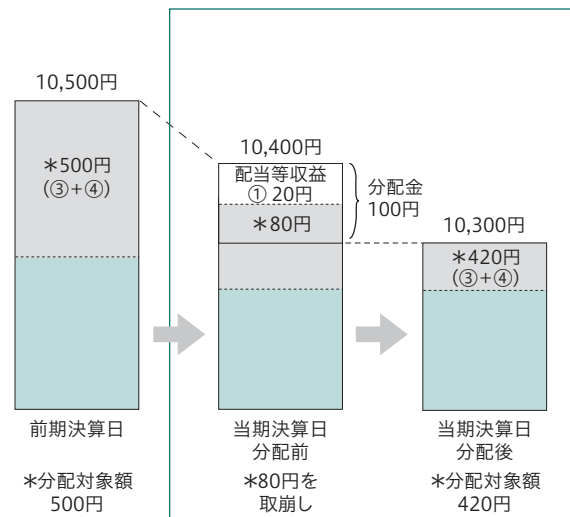 10,500円
＊500円
（③＋④）
前期決算日
＊分配対象額
500円
10,400円
配当等収益
① 20円
＊80円
分配金
100円
当期決算日
分配前
＊80円を
取崩し
10,300円
＊420円
（③＋④）
当期決算日
分配後
＊分配対象額
420円